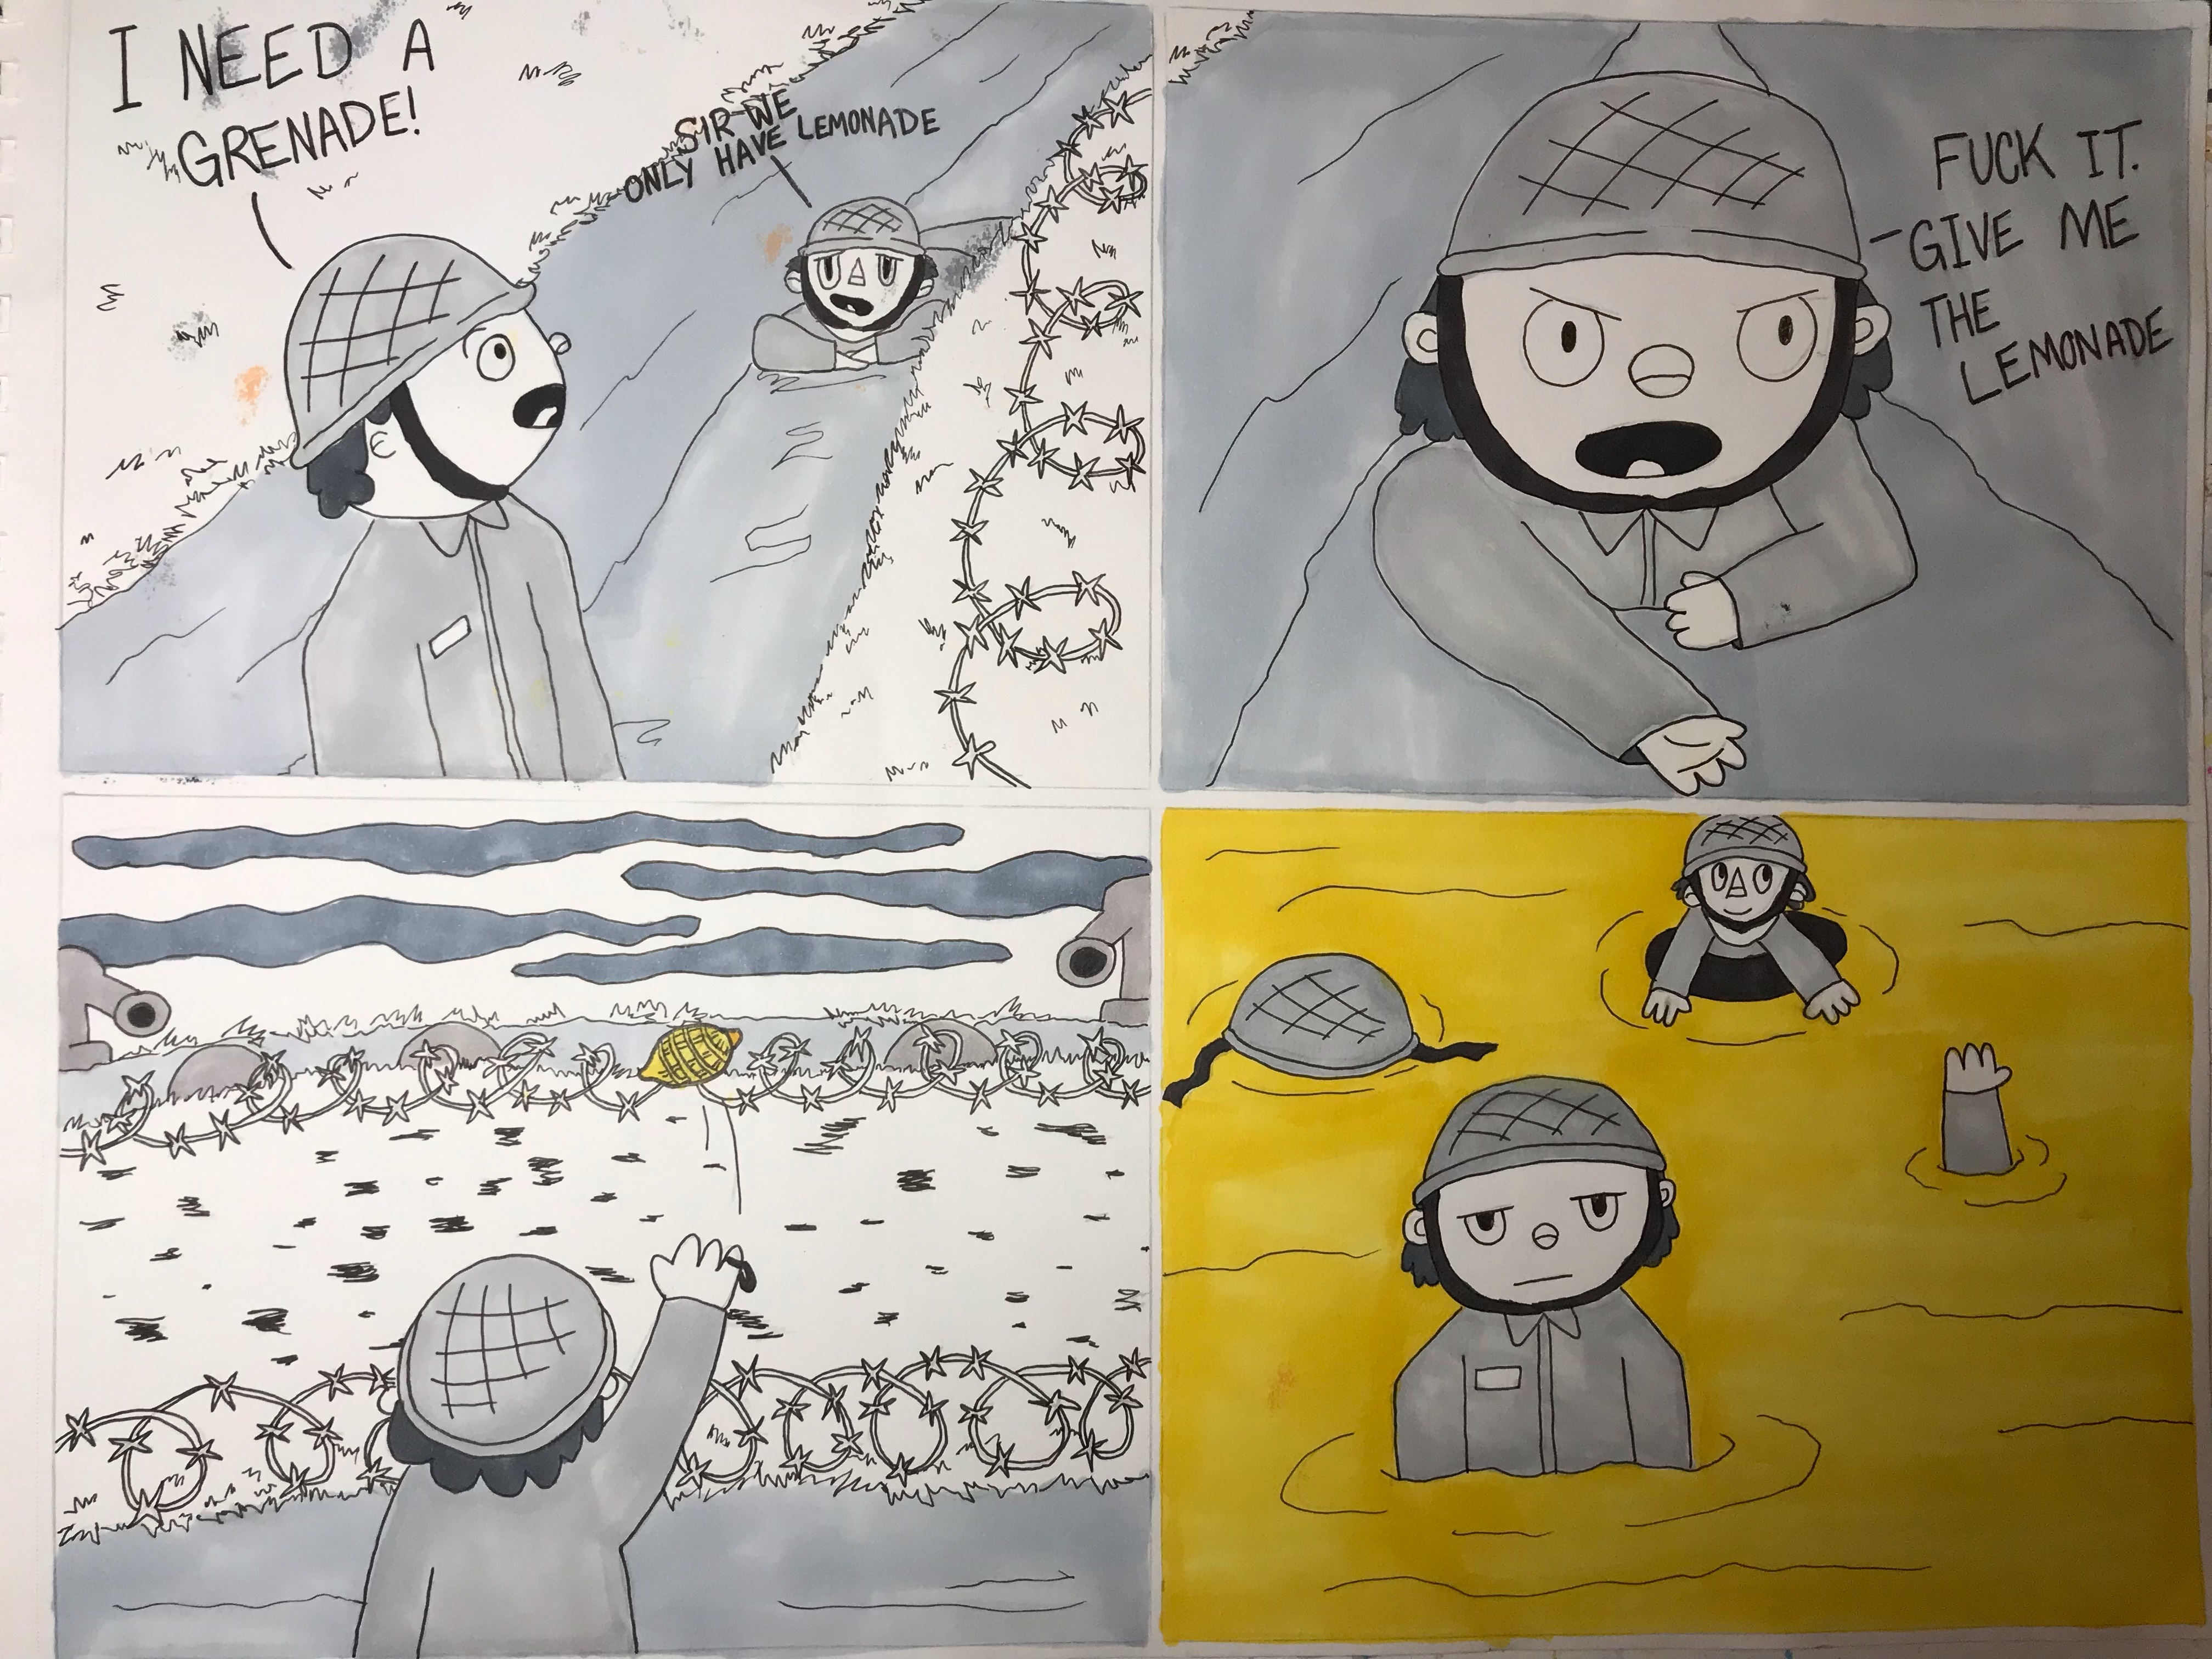 I NEED A
GRENADE!
SIR WE
ONLY HAVE LEMONADE
FUCK IT.
GIVE ME
THE
LEMONADE